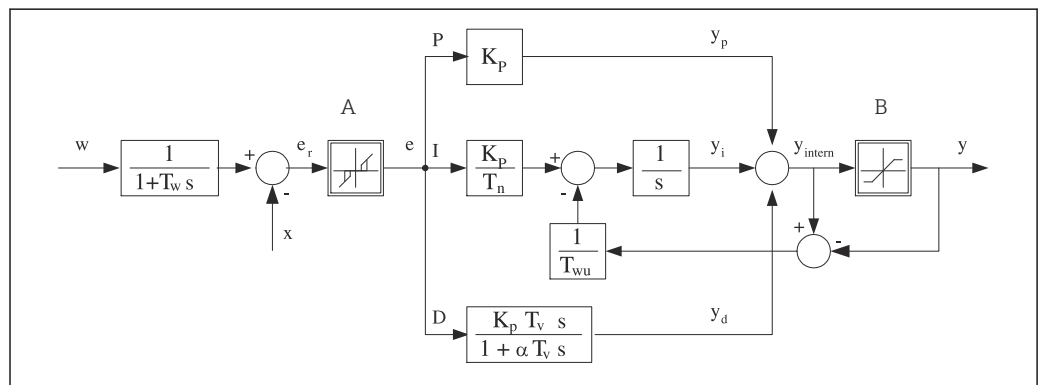 P
K_P
y_p
A
B
w
1
1+T_w s
+
-
e_r
e
I
K_P
T_n
+
-
1
s
y_i
y_intern
y
x
1
T_wu
+
-
D
K_p T_v s
1 + α T_v s
y_d